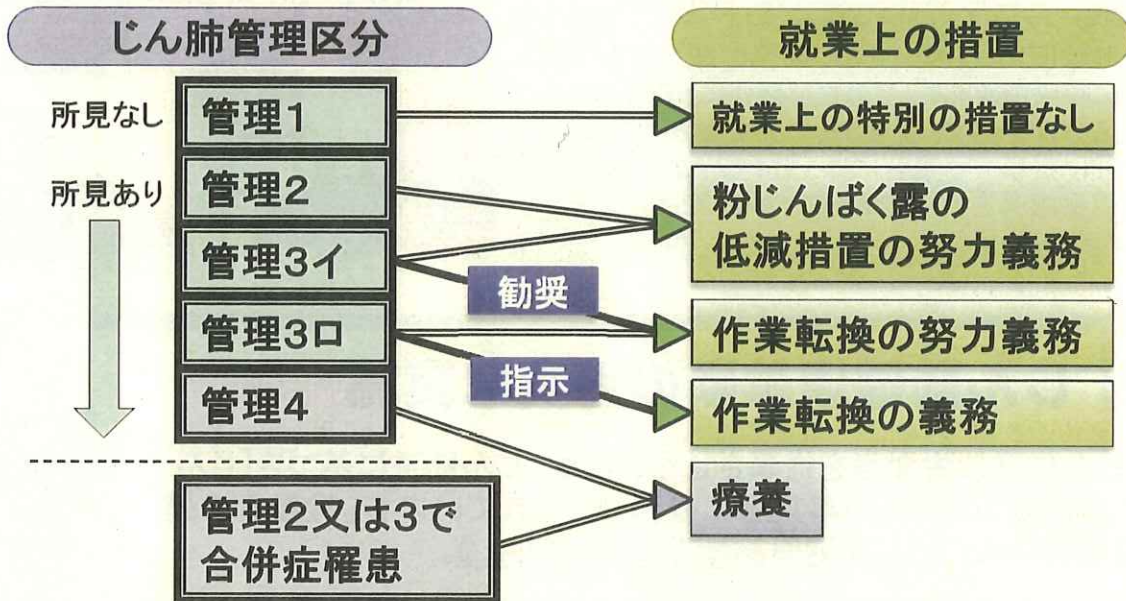 じん肺管理区分
就業上の措置
所見なし
管理1
就業上の特別の措置なし
所見あり
管理2
粉じんばく露の
低減措置の努力義務
管理3イ
勧奨
管理3ロ
作業転換の努力義務
指示
管理4
作業転換の義務
療養
管理2又は3で
合併症罹患